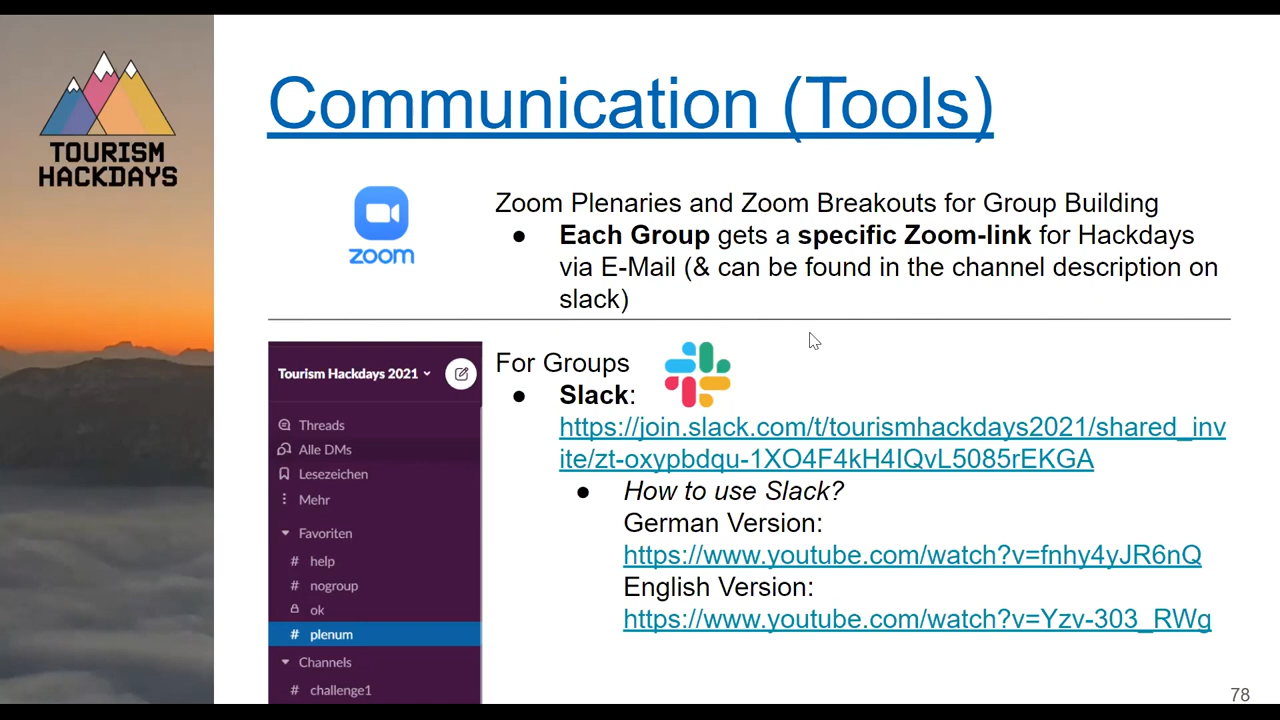 TOURISM
HACKDAYS
Communication (Tools)
zoom
Zoom Plenaries and Zoom Breakouts for Group Building
● Each Group gets a specific Zoom-link for Hackdays
via E-Mail (& can be found in the channel description on
slack)
Tourism Hackdays 2021
Threads
Alle DMs
Lesezeichen
Mehr
Favoriten
# help
# nogroup
ok
# plenum
Channels
# challenge1
For Groups
● Slack:
https://join.slack.com/t/tourismhackdays2021/shared_inv
ite/zt-oxypbdqu-1XO4F4kH4IQvL5085rEKGA
● How to use Slack?
German Version:
https://www.youtube.com/watch?v=fnhy4yJR6nQ
English Version:
https://www.youtube.com/watch?v=Yzv-303_RWg
78